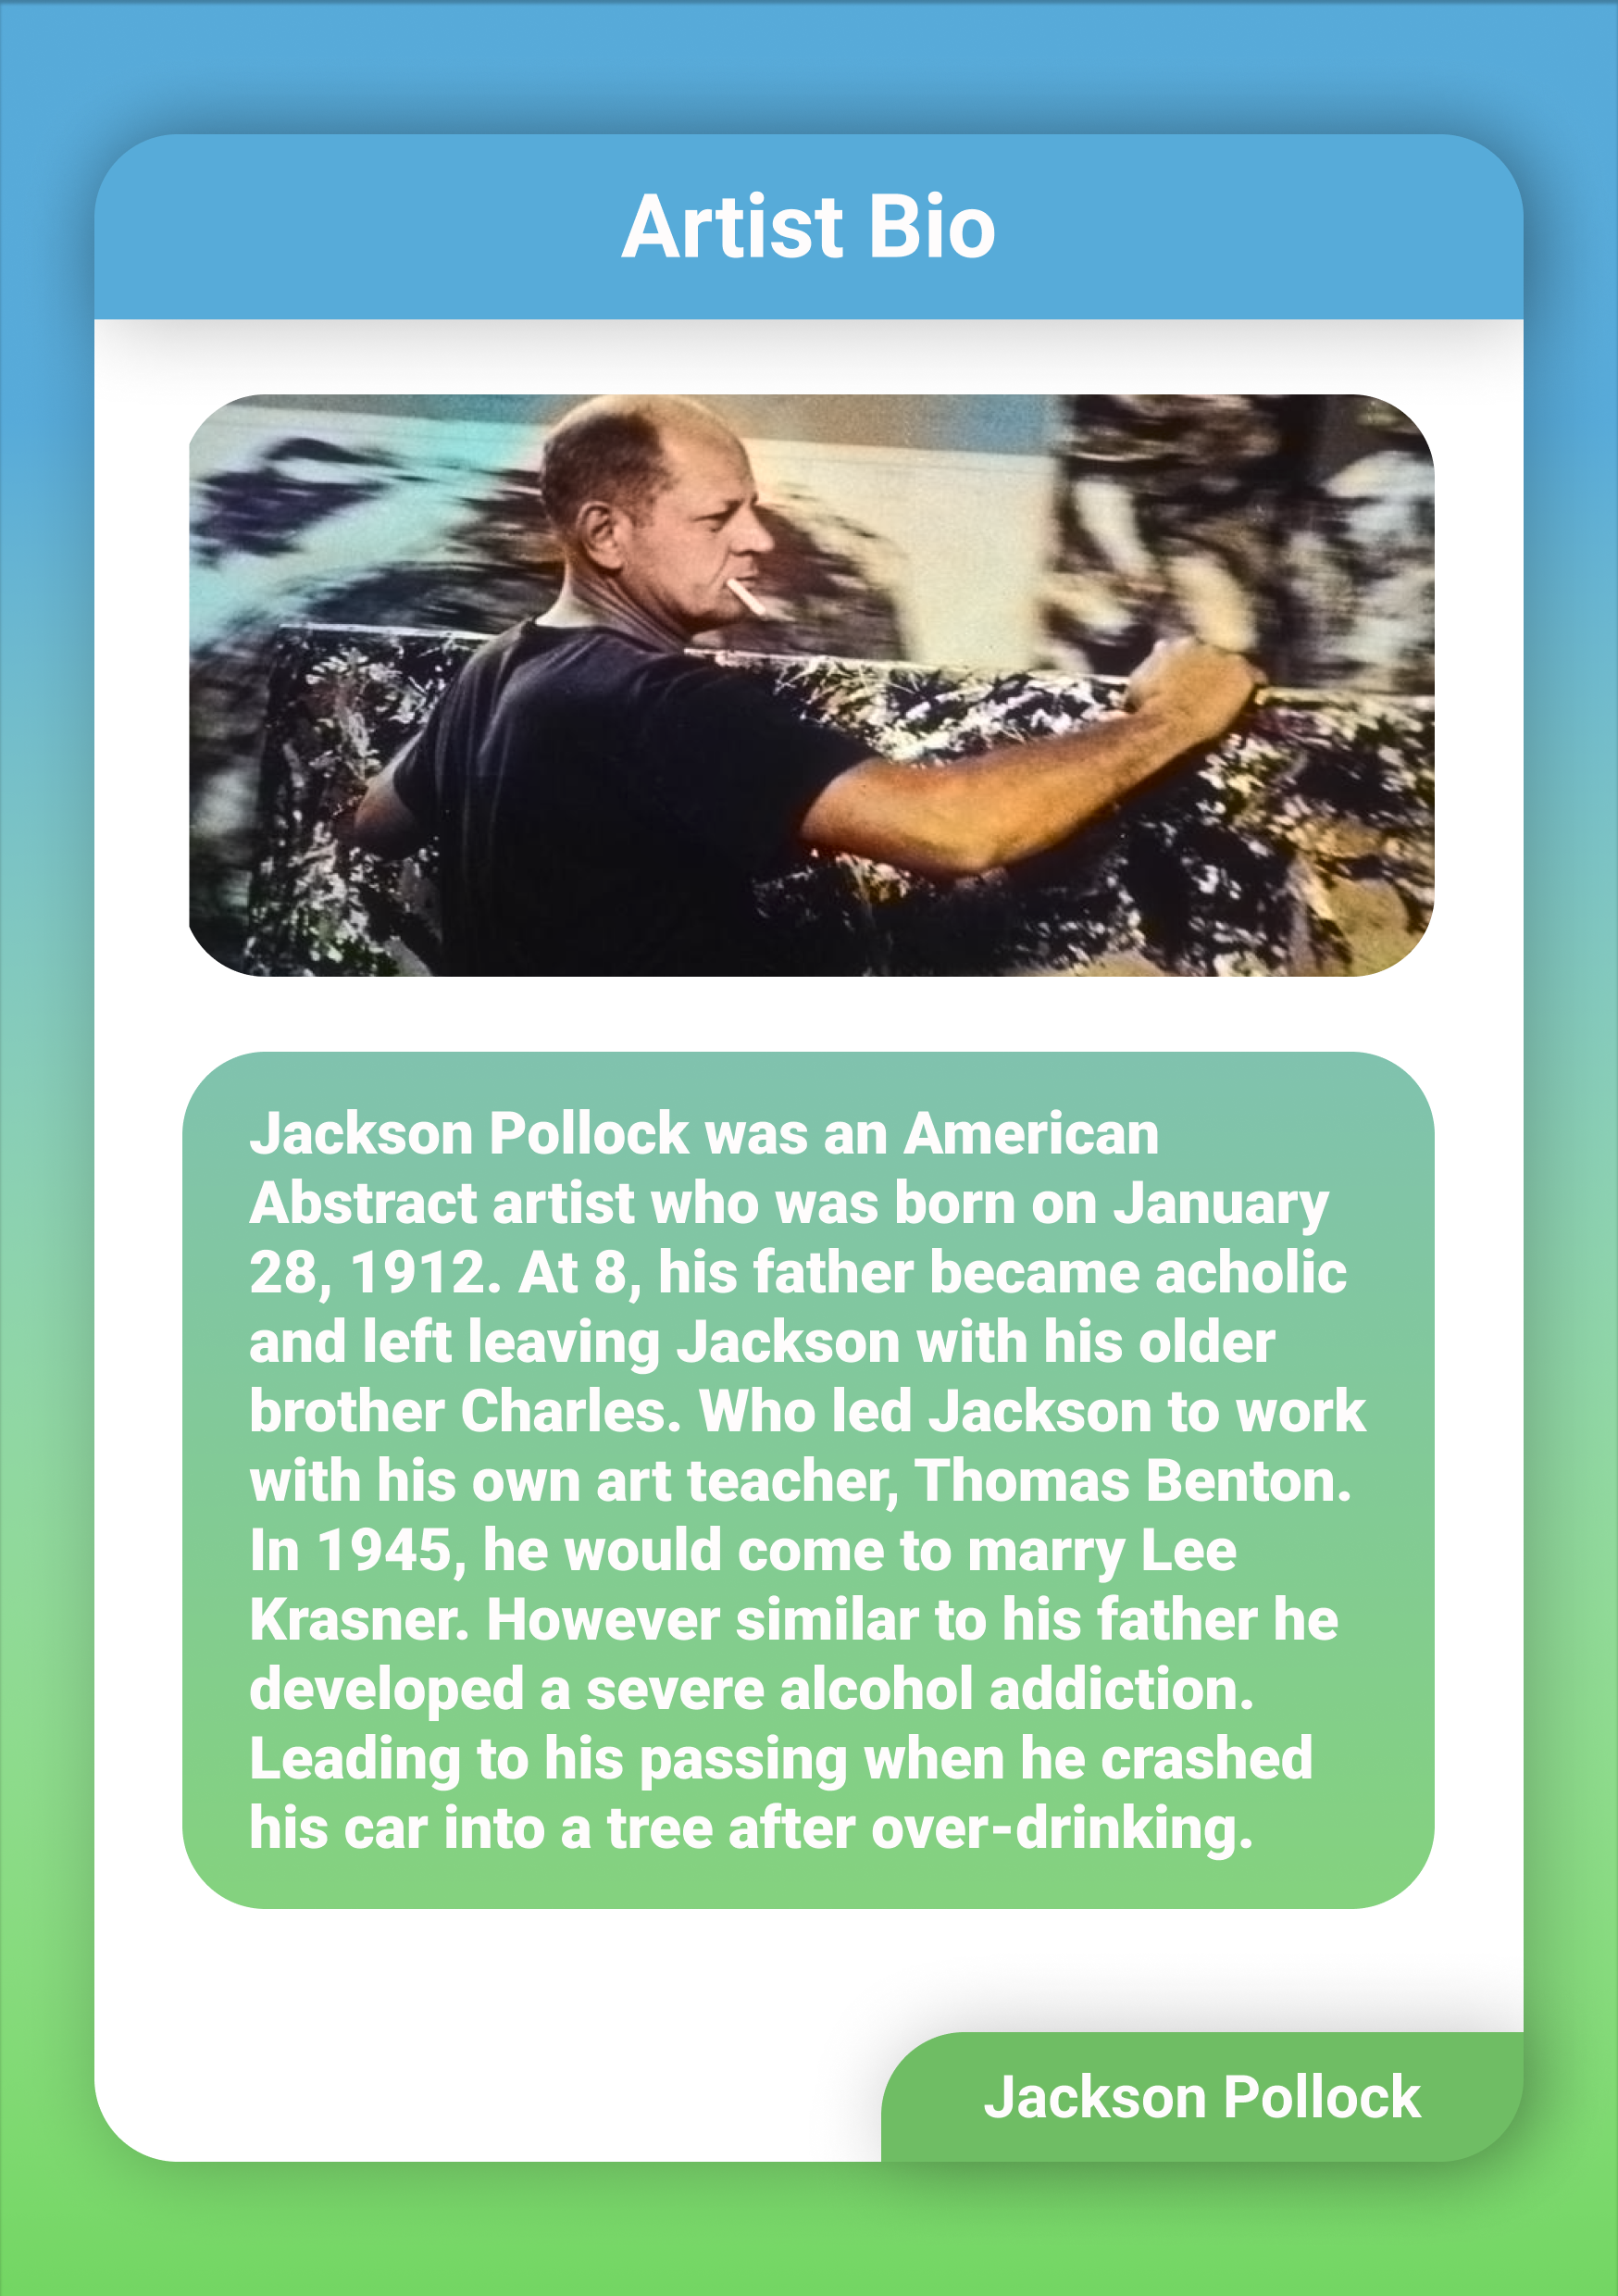 Artist Bio
Jackson Pollock was an American
Abstract artist who was born on January
28, 1912. At 8, his father became acholic
and left leaving Jackson with his older
brother Charles. Who led Jackson to work
with his own art teacher, Thomas Benton.
In 1945, he would come to marry Lee
Krasner. However similar to his father he
developed a severe alcohol addiction.
Leading to his passing when he crashed
his car into a tree after over-drinking.
Jackson Pollock